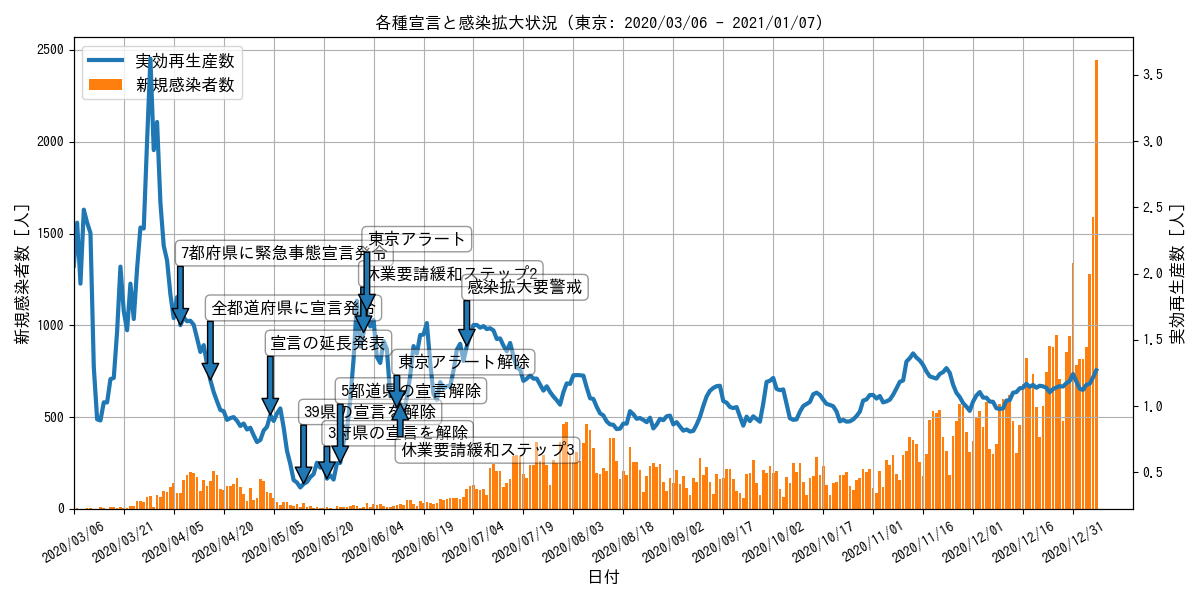 各種宣言と感染拡大状況 (東京: 2020/03/06 - 2021/01/07)
実効再生産数
新規感染者数
東京アラート
7都府県に緊急事態宣言発令
休業要請緩和ステップ2
感染拡大要警戒
全都道府県に宣言発令
宣言の延長発表
東京アラート解除
5都道県の宣言解除
39県の宣言を解除
3府県の宣言を解除
休業要請緩和ステップ3
新規感染者数 [人]
2500
2000
1500
1000
500
0
3.5
3.0
2.5
2.0
1.5
1.0
0.5
実効再生産数 [人]
2020/03/06
2020/03/21
2020/04/05
2020/04/20
2020/05/05
2020/05/20
2020/06/04
2020/06/19
2020/07/04
2020/07/19
2020/08/03
2020/08/18
2020/09/02
2020/09/17
2020/10/02
2020/10/17
2020/11/01
2020/11/16
2020/12/01
2020/12/16
2020/12/31
日付